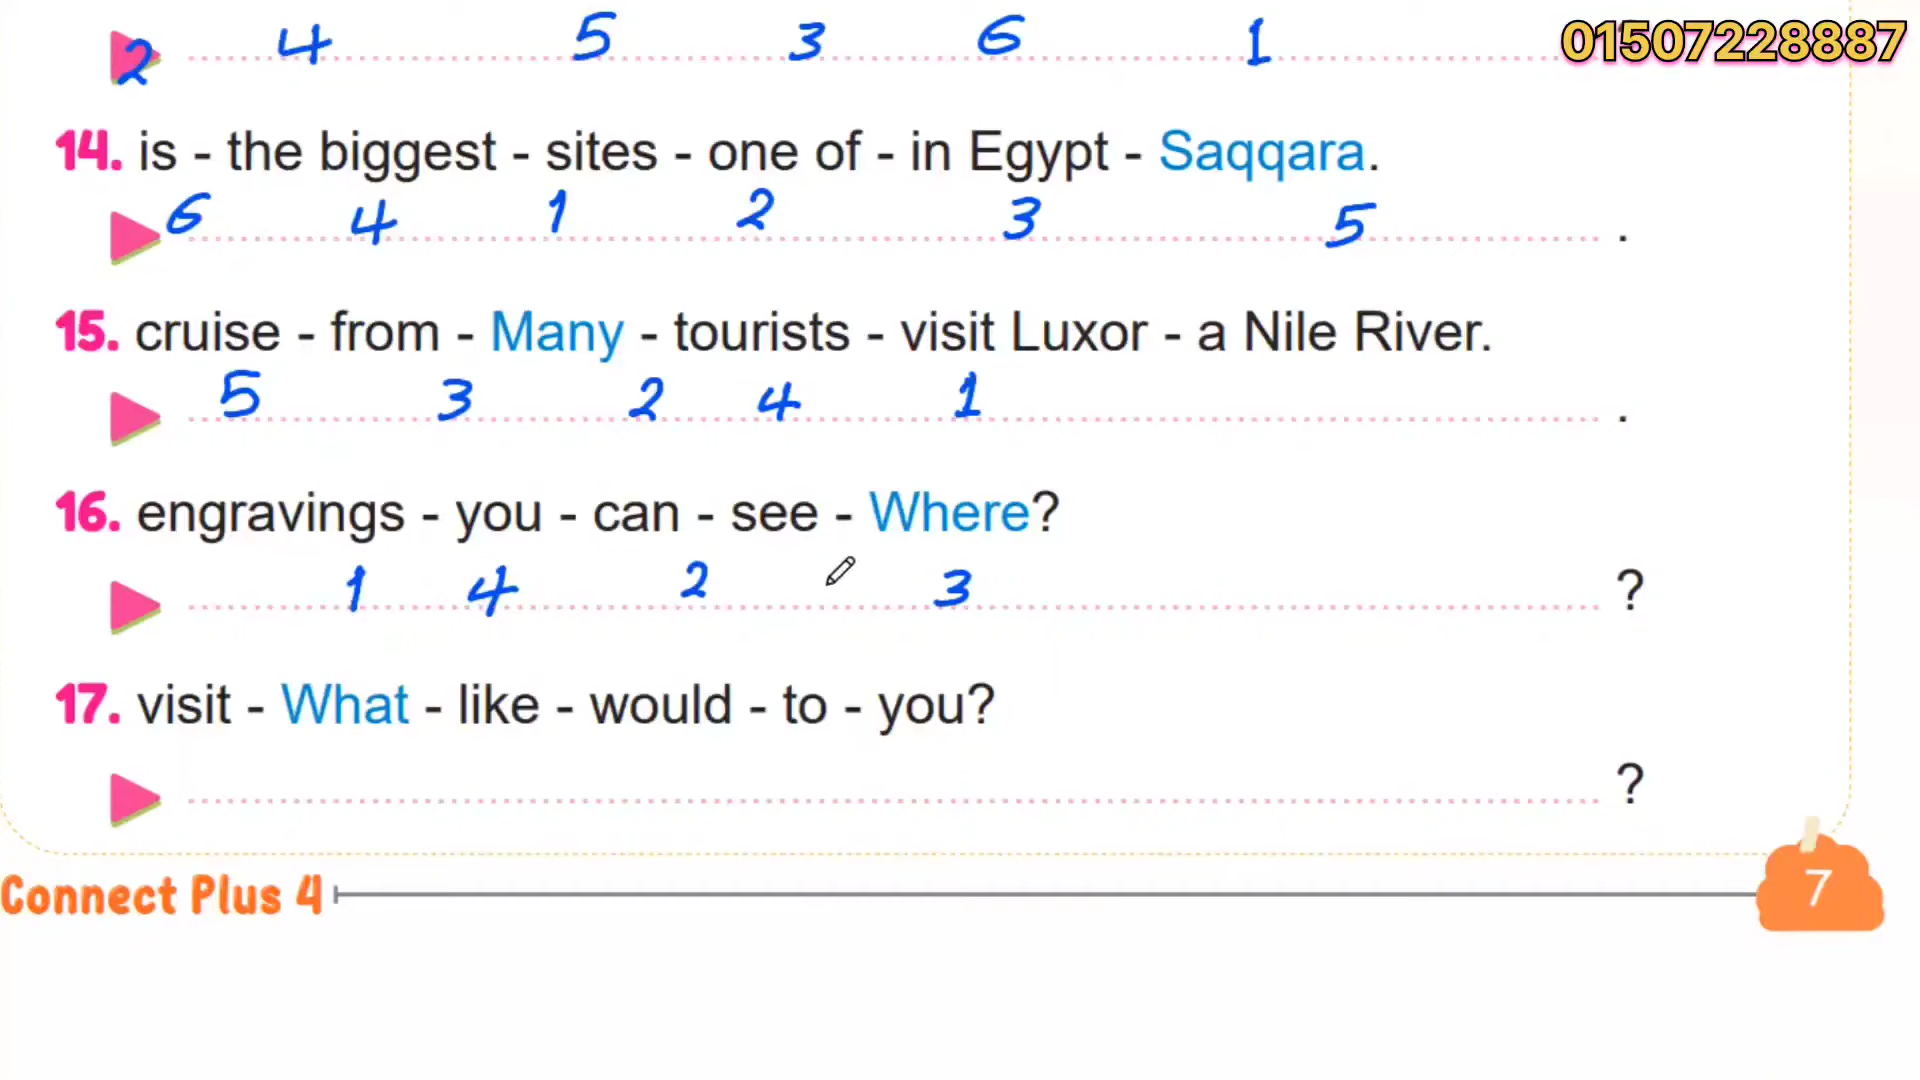 01507228887
2 4 5 3 6 1
14. is - the biggest - sites - one of - in Egypt - Saqqara.
6 4 1 2 3 5 .
15. cruise - from - Many - tourists - visit Luxor - a Nile River.
5 3 2 4 1 .
16. engravings - you - can - see - Where?
1 4 2 3 ?
17. visit - What - like - would - to - you?
?
Connect Plus 4
7